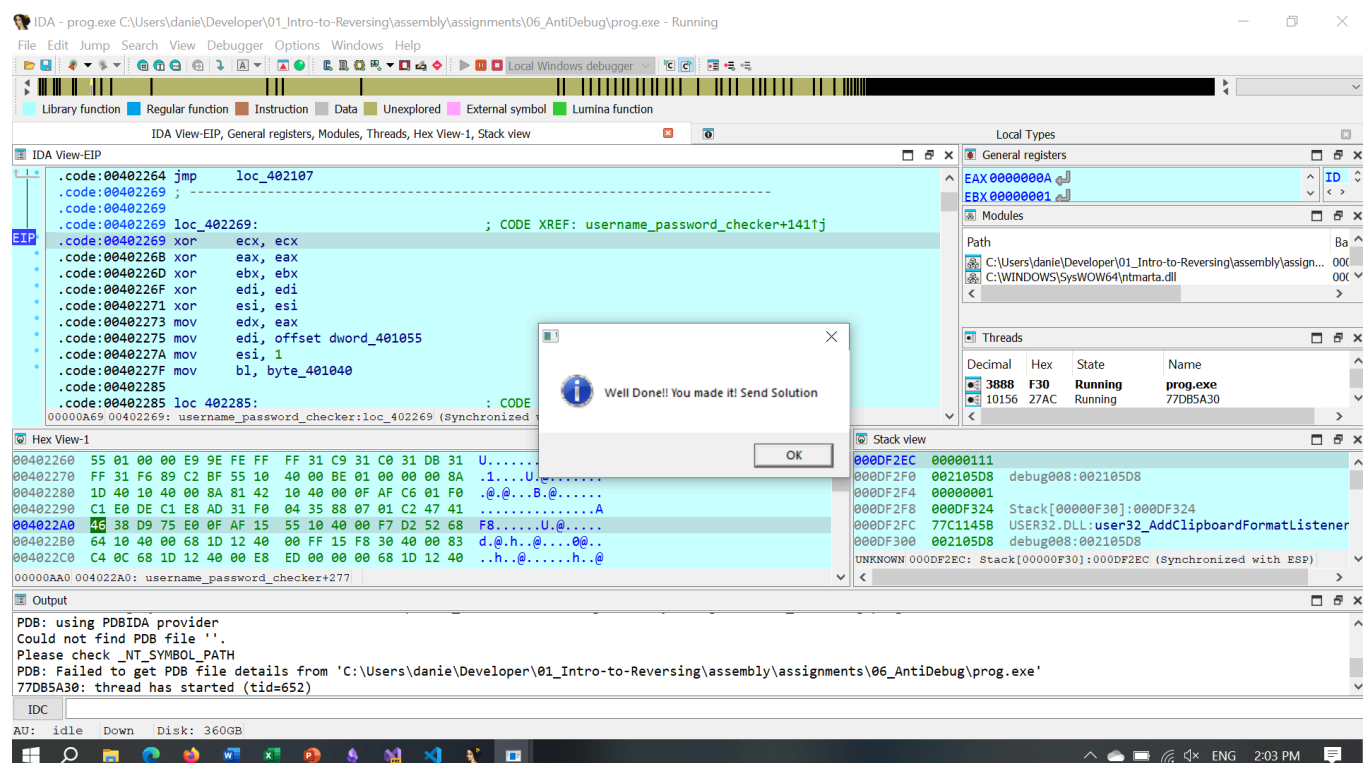 IDA - prog.exe C:\Users\danie\Developer\01_Intro-to-Reversing\assembly\assignments\06_AntiDebug\prog.exe - Running
File Edit Jump Search View Debugger Options Windows Help
Local Windows debugger
Library function Regular function Instruction Data Unexplored External symbol Lumina function
IDA View-EIP, General registers, Modules, Threads, Hex View-1, Stack view
Local Types
IDA View-EIP
.code:00402264 jmp loc_402107
.code:00402269 ; ---------------------------------------------------------------------------
.code:00402269
.code:00402269 loc_402269: ; CODE XREF: username_password_checker+141↑j
EIP .code:00402269 xor ecx, ecx
.code:0040226B xor eax, eax
.code:0040226D xor ebx, ebx
.code:0040226F xor edi, edi
.code:00402271 xor esi, esi
.code:00402273 mov edx, eax
.code:00402275 mov edi, offset dword_401055
.code:0040227A mov esi, 1
.code:0040227F mov bl, byte_401040
.code:00402285
.code:00402285 loc_402285: ; CODE
00000A69 00402269: username_password_checker:loc_402269 (Synchronized
General registers
EAX 0000000A
EBX 00000001
ID
Modules
Path Ba
C:\Users\danie\Developer\01_Intro-to-Reversing\assembly\assign... 000
C:\WINDOWS\SysWOW64\ntmarta.dll 000
Threads
Decimal Hex State Name
3888 F30 Running prog.exe
10156 27AC Running 77DB5A30
Well Done!! You made it! Send Solution
OK
Hex View-1
00402260 55 01 00 00 E9 9E FE FF FF 31 C9 31 C0 31 DB 31 U.......
00402270 FF 31 F6 89 C2 BF 55 10 40 00 BE 01 00 00 00 8A .1....U.@.......
00402280 1D 40 10 40 00 8A 81 42 10 40 00 0F AF C6 01 F0 .@.@...B.@......
00402290 C1 E0 DE C1 E8 AD 31 F0 04 35 88 07 01 C2 47 41 ..............A
004022A0 46 38 D9 75 E0 0F AF 15 55 10 40 00 F7 D2 52 68 F8......U.@.....
004022B0 64 10 40 00 68 1D 12 40 00 FF 15 F8 30 40 00 83 d.@.h..@....0@..
004022C0 C4 0C 68 1D 12 40 00 E8 ED 00 00 00 68 1D 12 40 ..h..@......h..@
00000AA0 004022A0: username_password_checker+277
Stack view
000DF2EC 00000111
000DF2F0 002105D8 debug008:002105D8
000DF2F4 00000001
000DF2F8 000DF324 Stack[00000F30]:000DF324
000DF2FC 77C1145B USER32.DLL:user32_AddClipboardFormatListener
000DF300 002105D8 debug008:002105D8
UNKNOWN 000DF2EC: Stack[00000F30]:000DF2EC (Synchronized with ESP)
Output
PDB: using PDBIDA provider
Could not find PDB file ''.
Please check _NT_SYMBOL_PATH
PDB: Failed to get PDB file details from 'C:\Users\danie\Developer\01_Intro-to-Reversing\assembly\assignments\06_AntiDebug\prog.exe'
77DB5A30: thread has started (tid=652)
IDC
AU: idle Down Disk: 360GB
ENG 2:03 PM